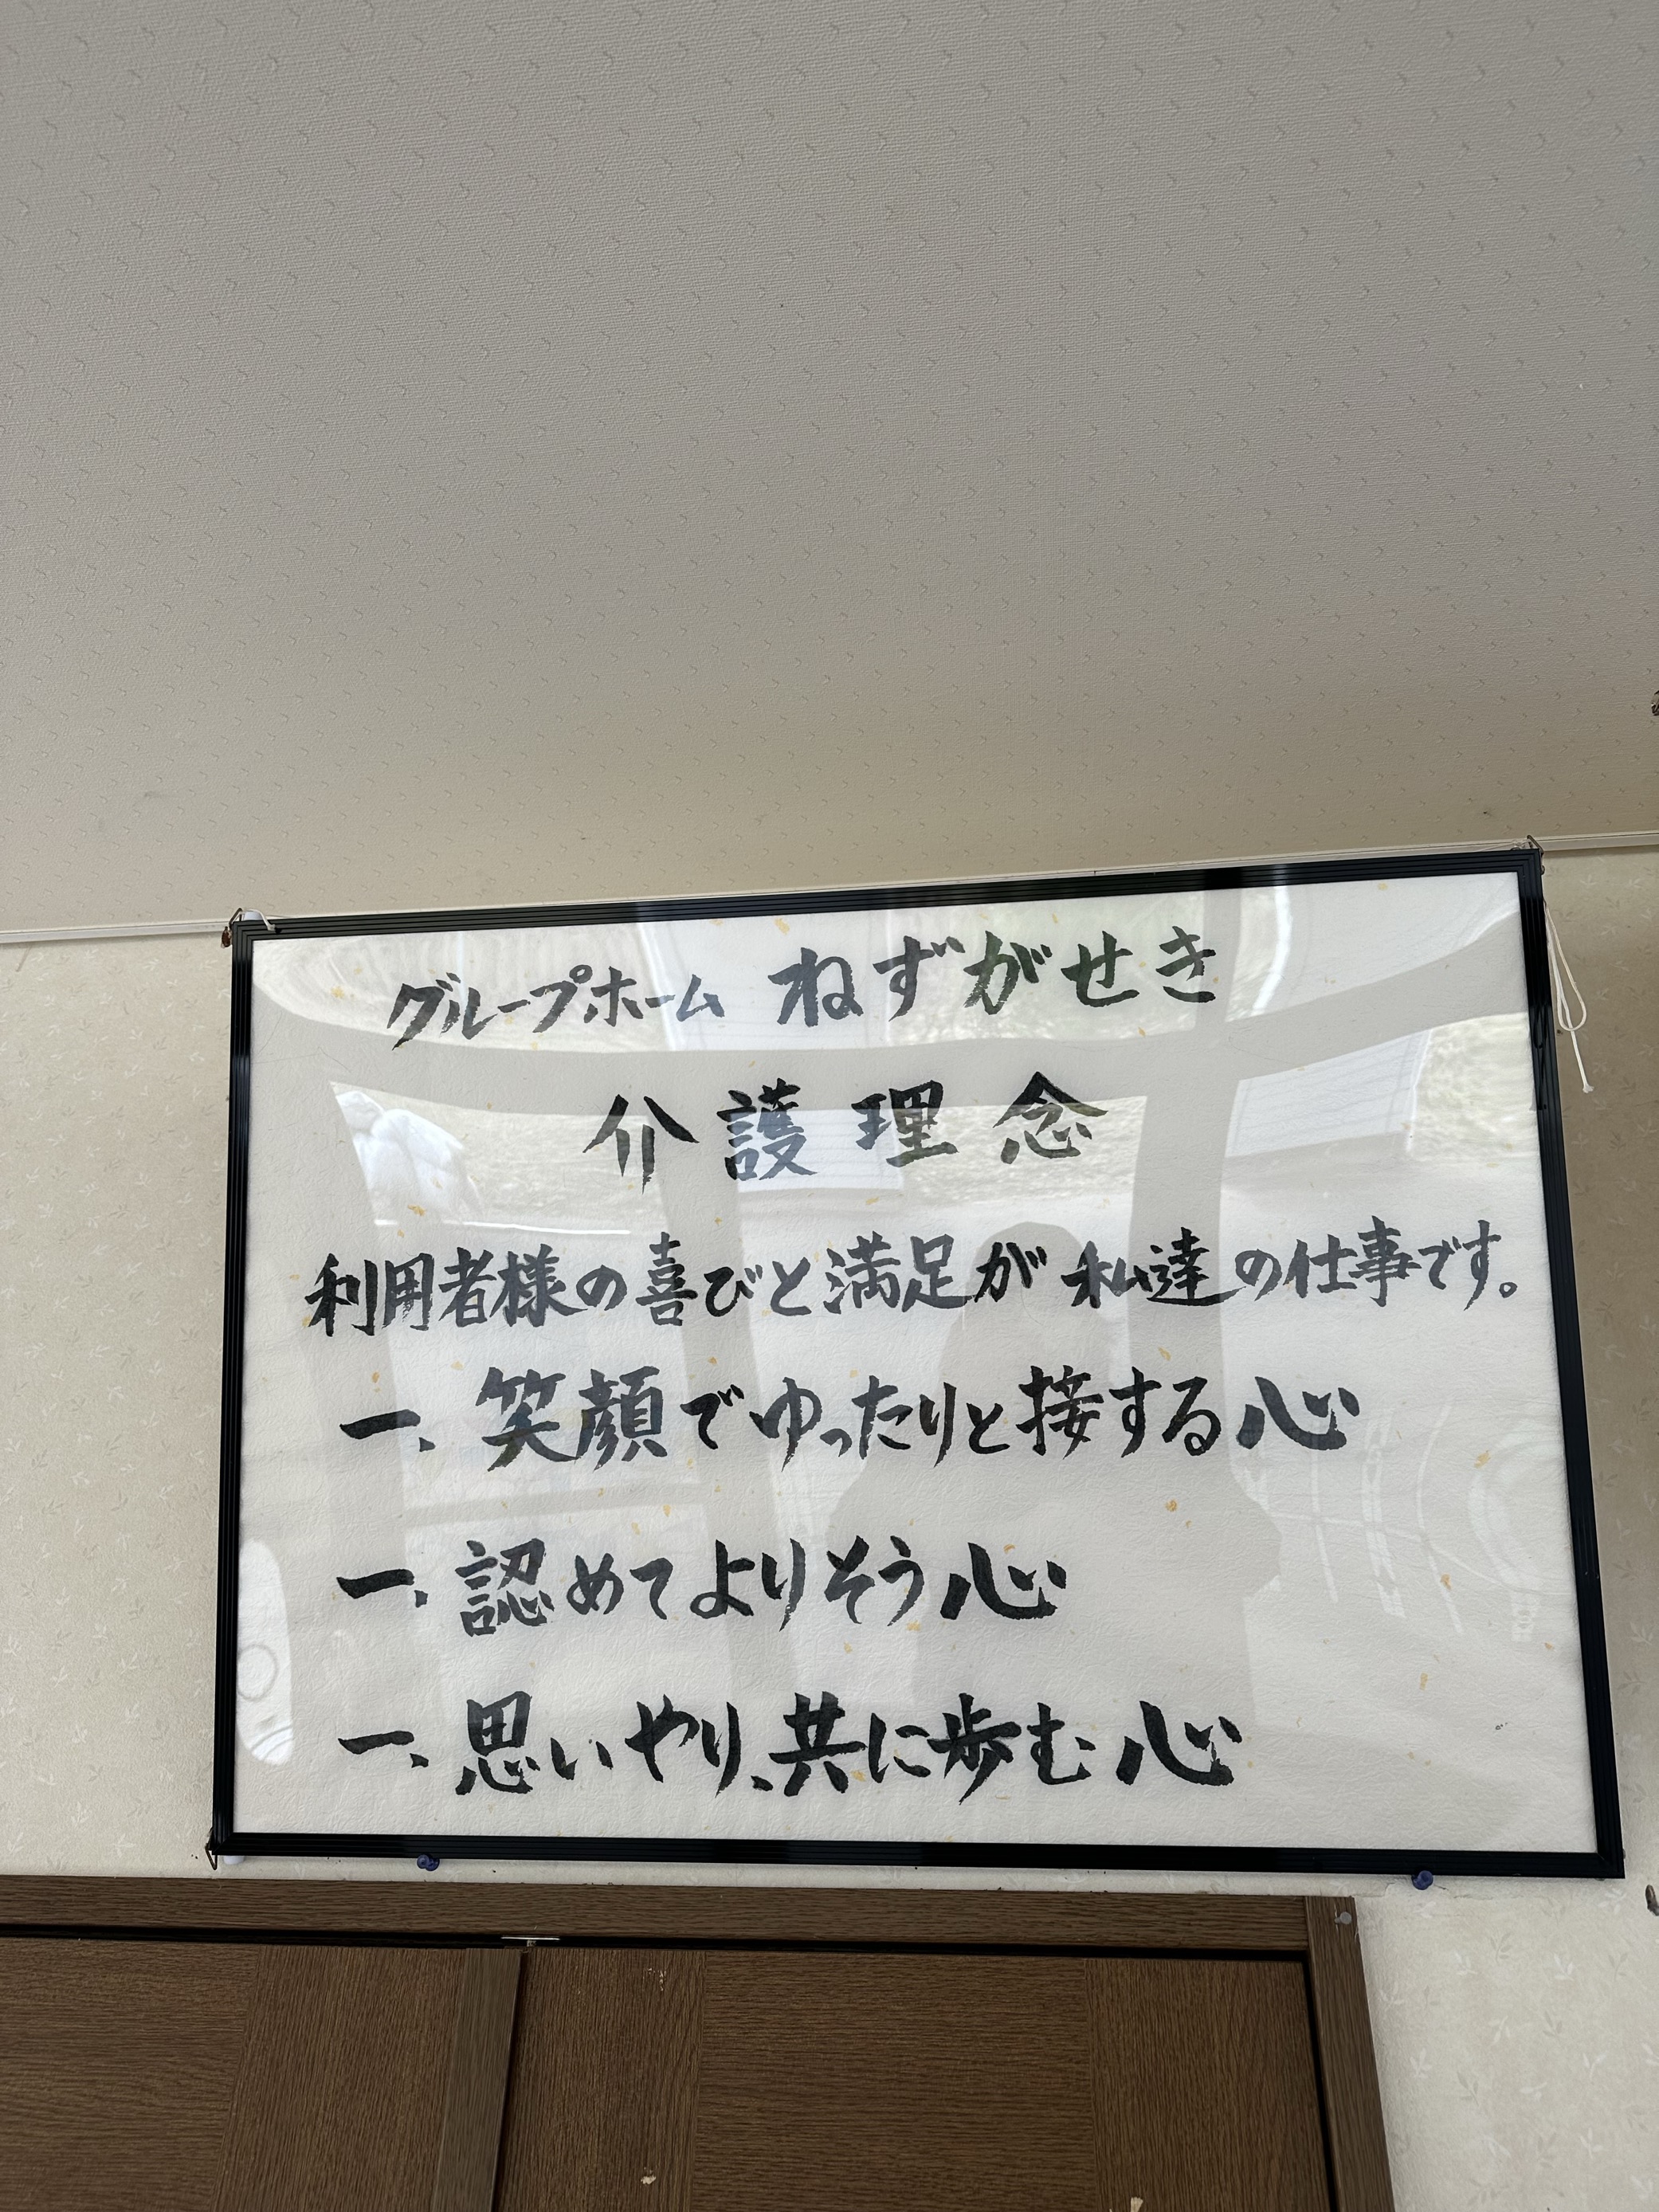 グループホーム ねずがせき
介護理念
利用者様の喜びと満足が私達の仕事です。
一、笑顔でゆったりと接する心
一、認めてよりそう心
一、思いやり、共に歩む心